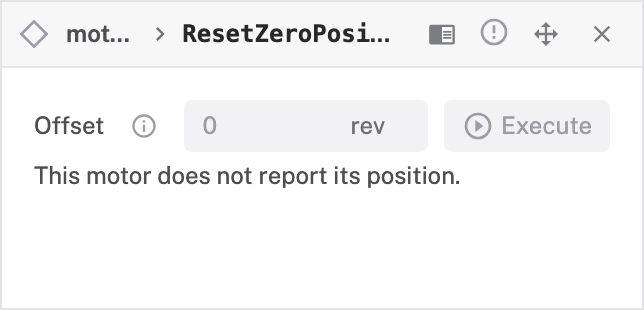 mot... > ResetZeroPosi...
Offset 0 rev Execute
This motor does not report its position.